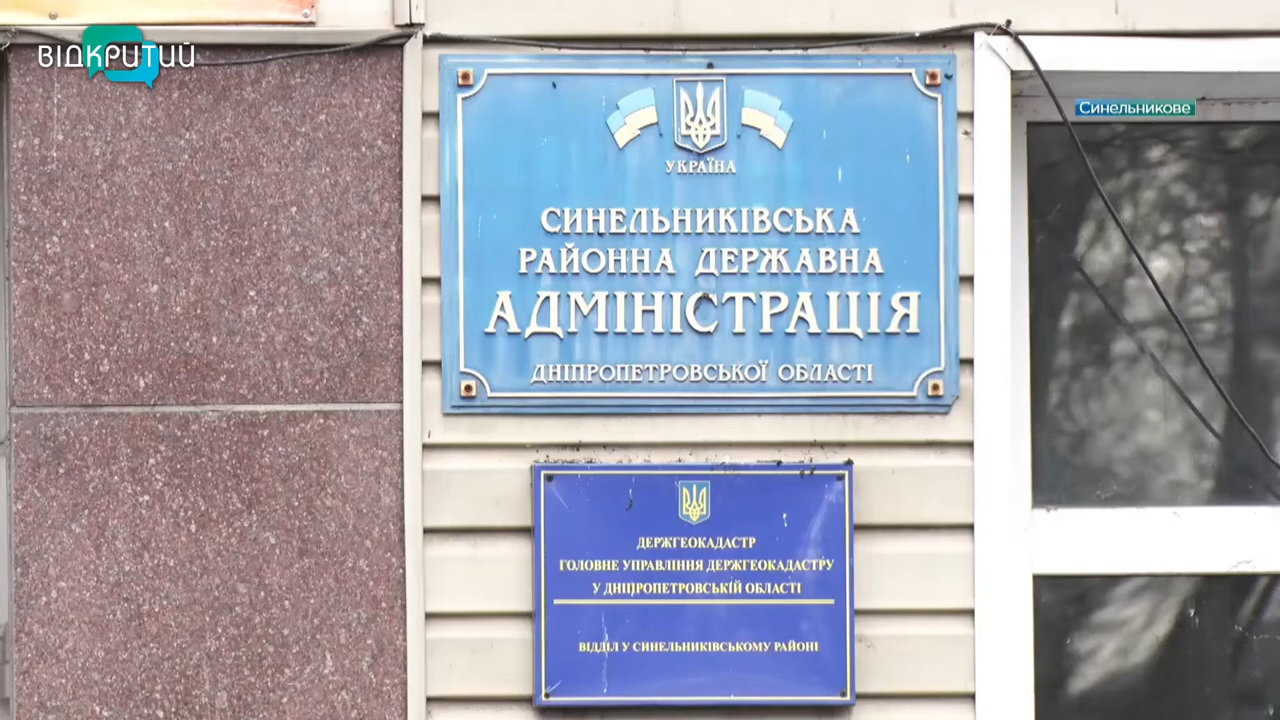 ВІДКРИТИЙ
Синельникове
УКРАЇНА
СИНЕЛЬНИКІВСЬКА
РАЙОННА ДЕРЖАВНА
АДМІНІСТРАЦІЯ
ДНІПРОПЕТРОВСЬКОЇ ОБЛАСТІ
ДЕРЖГЕОКАДАСТР
ГОЛОВНЕ УПРАВЛІННЯ ДЕРЖГЕОКАДАСТРУ
У ДНІПРОПЕТРОВСЬКІЙ ОБЛАСТІ
ВІДДІЛ У СИНЕЛЬНИКІВСЬКОМУ РАЙОНІ